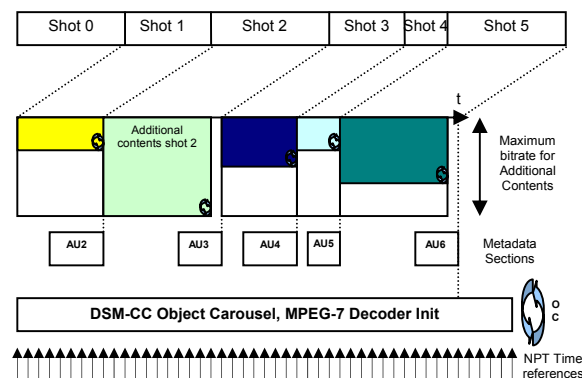 Shot 0 Shot 1 Shot 2 Shot 3 Shot 4 Shot 5
t
Additional
contents shot 2
Maximum
bitrate for
Additional
Contents
AU2 AU3 AU4 AU5 AU6
Metadata
Sections
DSM-CC Object Carousel, MPEG-7 Decoder Init
O
C
NPT Time
references